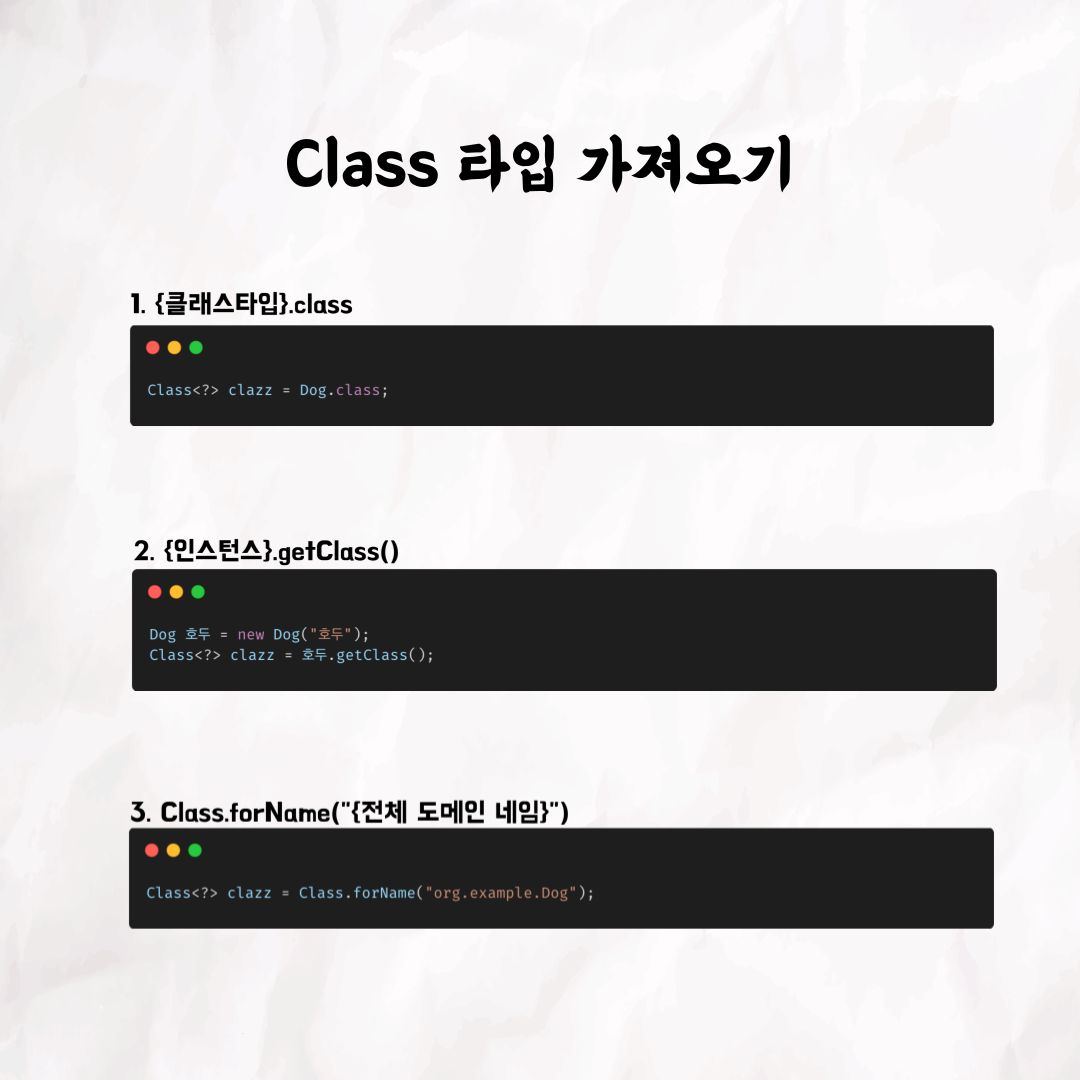 Class 타입 가져오기
1. {클래스타입}.class
Class<?> clazz = Dog.class;
2. {인스턴스}.getClass()
Dog 호두 = new Dog("호두");
Class<?> clazz = 호두.getClass();
3. Class.forName("{전체 도메인 네임}")
Class<?> clazz = Class.forName("org.example.Dog");